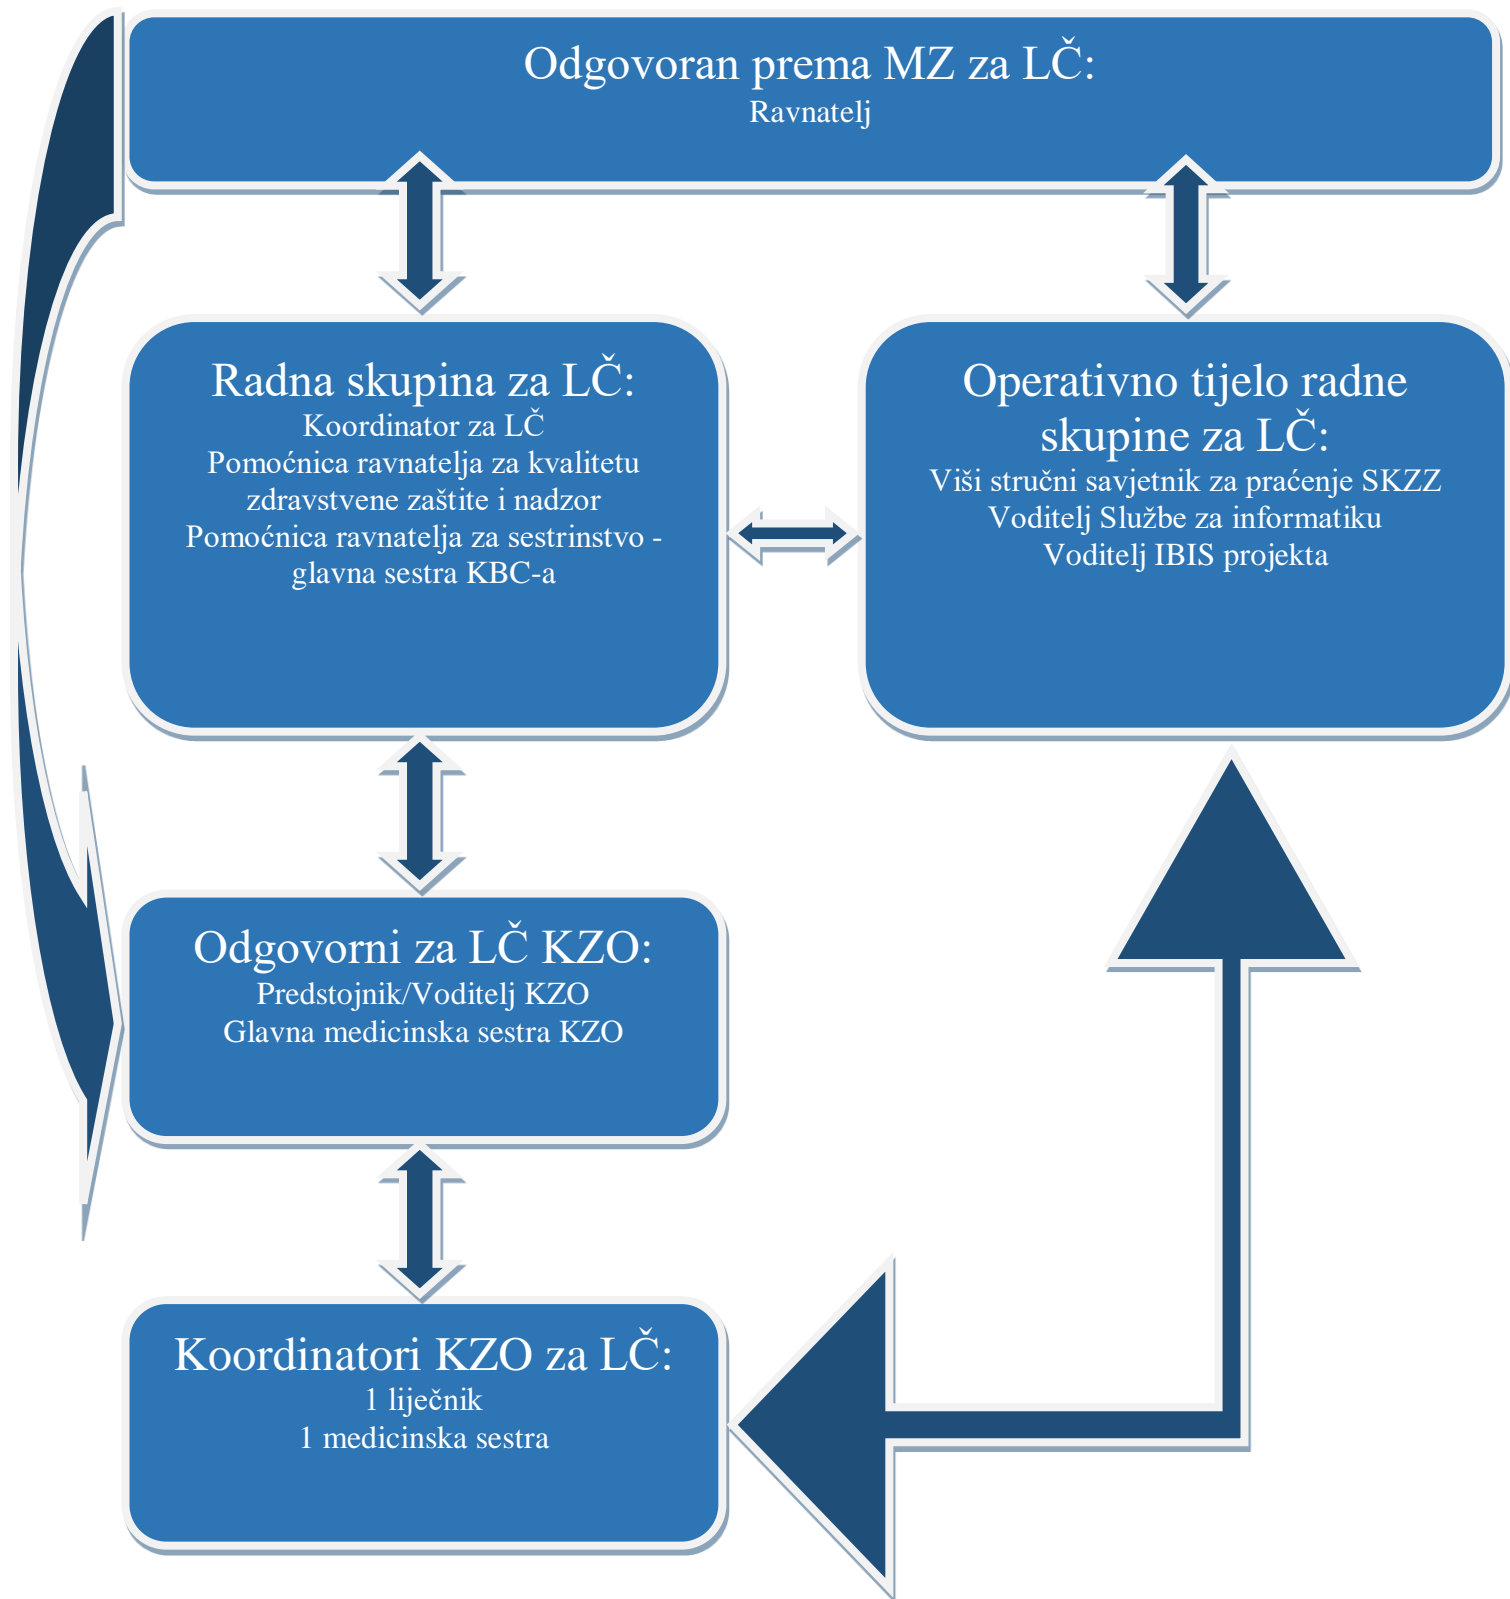 Odgovoran prema MZ za LČ:
Ravnatelj
Radna skupina za LČ:
Koordinator za LČ
Pomoćnica ravnatelja za kvalitetu
zdravstvene zaštite i nadzor
Pomoćnica ravnatelja za sestrinstvo -
glavna sestra KBC-a
Operativno tijelo radne
skupine za LČ:
Viši stručni savjetnik za praćenje SKZZ
Voditelj Službe za informatiku
Voditelj IBIS projekta
Odgovorni za LČ KZO:
Predstojnik/Voditelj KZO
Glavna medicinska sestra KZO
Koordinatori KZO za LČ:
1 liječnik
1 medicinska sestra